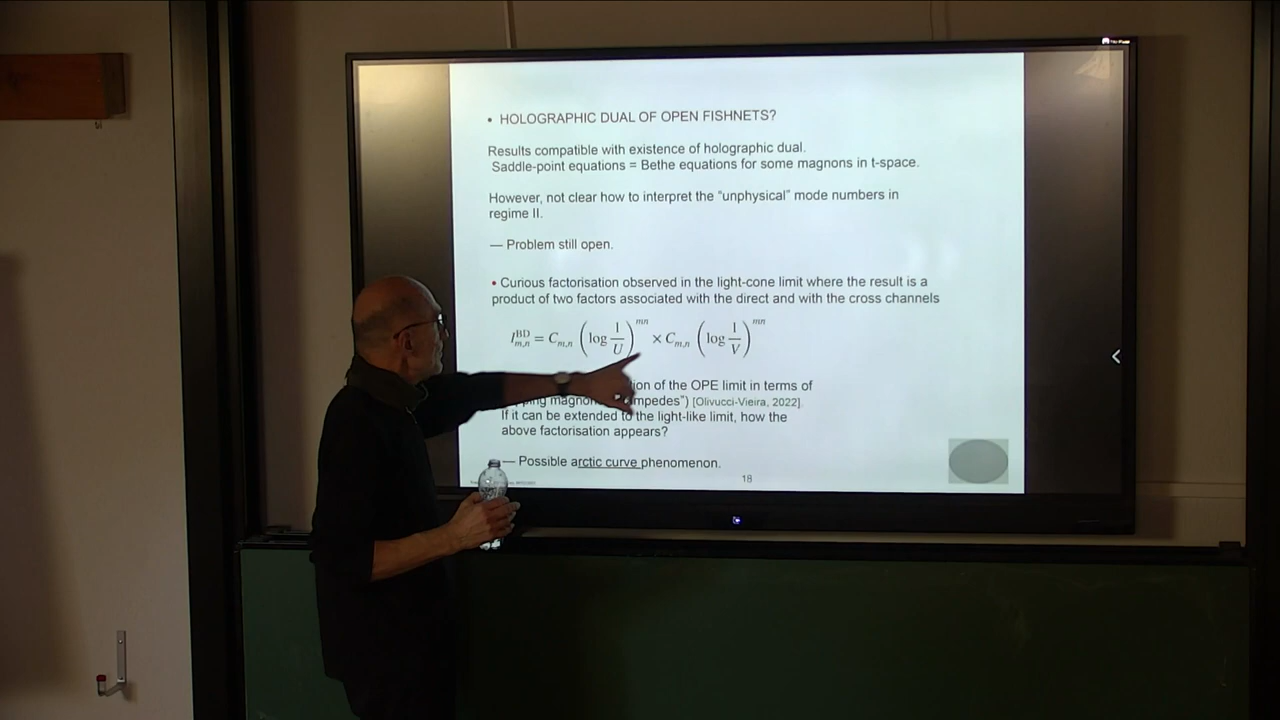 • HOLOGRAPHIC DUAL OF OPEN FISHNETS?
Results compatible with existence of holographic dual.
Saddle-point equations = Bethe equations for some magnons in t-space.
However, not clear how to interpret the “unphysical” mode numbers in
regime II.
— Problem still open.
• Curious factorisation observed in the light-cone limit where the result is a
product of two factors associated with the direct and with the cross channels
I_{m,n}^{BD} = C_{m,n} (log 1/U)^{mn} × C_{m,n} (log 1/V)^{mn}
of the OPE limit in terms of
magnons [Olivucci-Vieira, 2022].
If it can be extended to the light-like limit, how the
above factorisation appears?
— Possible arctic curve phenomenon.
18